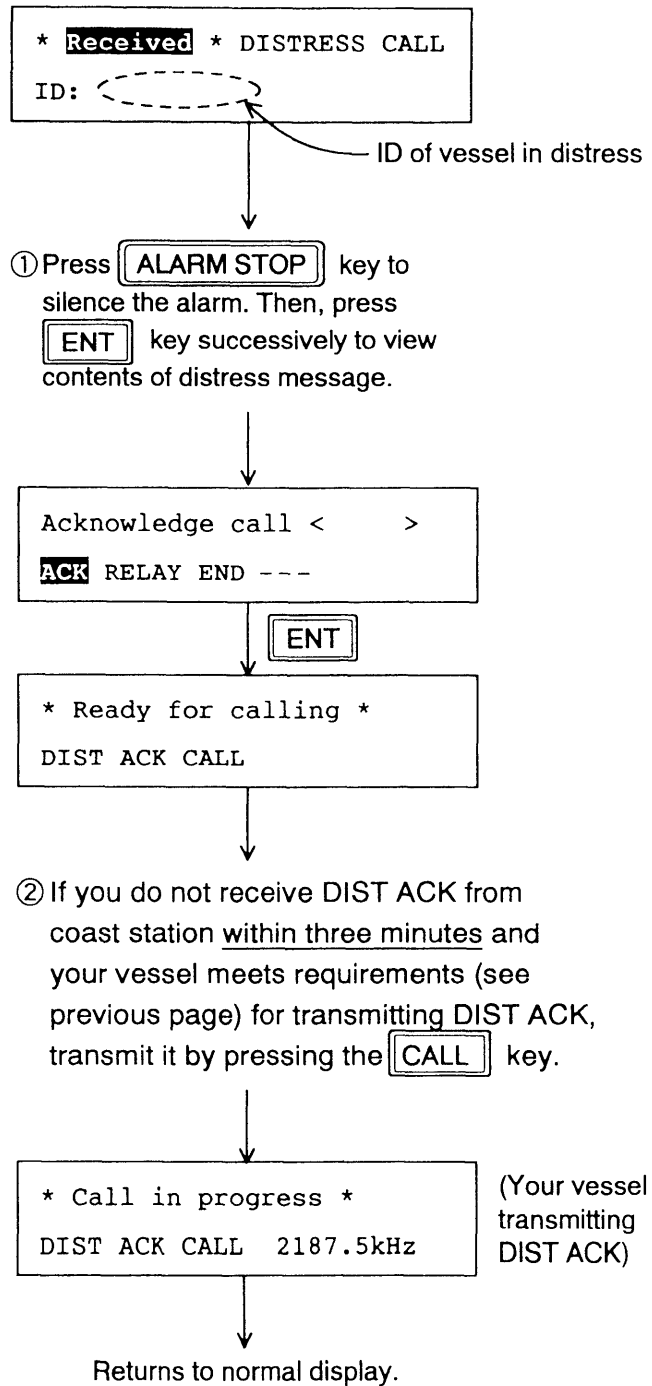 * Received * DISTRESS CALL
ID:
ID of vessel in distress
① Press ALARM STOP key to
silence the alarm. Then, press
ENT key successively to view
contents of distress message.
Acknowledge call <     >
ACK RELAY END ---
ENT
* Ready for calling *
DIST ACK CALL
② If you do not receive DIST ACK from
coast station within three minutes and
your vessel meets requirements (see
previous page) for transmitting DIST ACK,
transmit it by pressing the CALL key.
* Call in progress *
DIST ACK CALL 2187.5kHz
(Your vessel
transmitting
DIST ACK)
Returns to normal display.